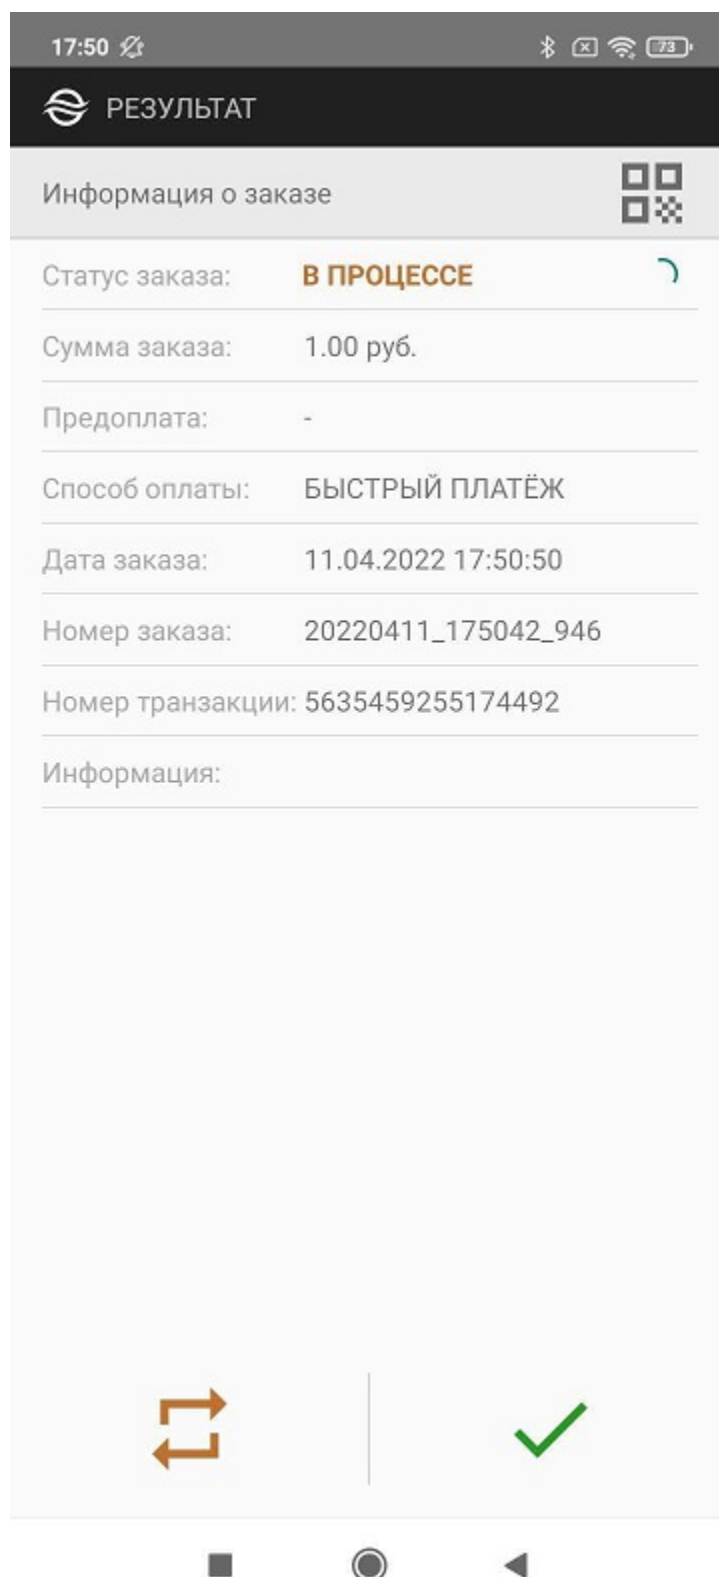 17:50 73
РЕЗУЛЬТАТ
Информация о заказе
Статус заказа: В ПРОЦЕССЕ
Сумма заказа: 1.00 руб.
Предоплата: -
Способ оплаты: БЫСТРЫЙ ПЛАТЁЖ
Дата заказа: 11.04.2022 17:50:50
Номер заказа: 20220411_175042_946
Номер транзакции: 5635459255174492
Информация: